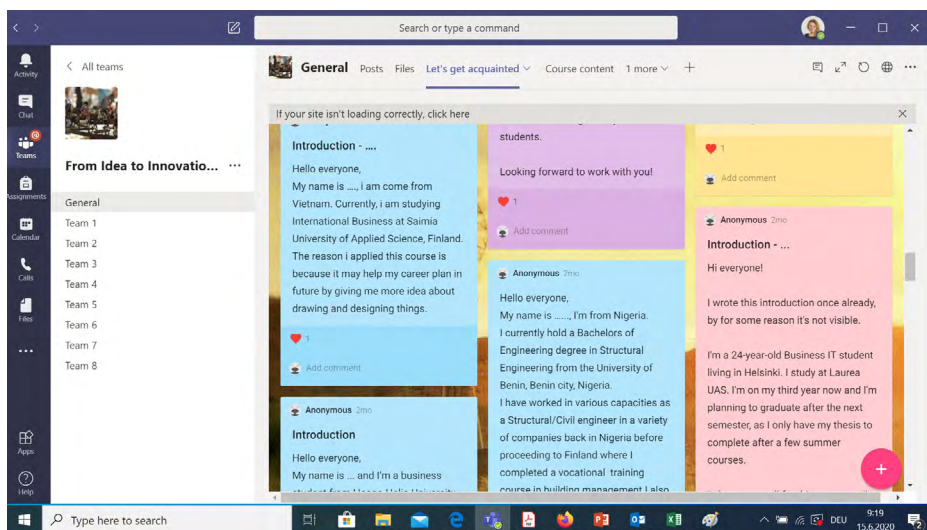 Search or type a command
Activity
Chat
Teams
Assignments
Calendar
Calls
Files
Apps
Help
All teams
From Idea to Innovatio...
General
Team 1
Team 2
Team 3
Team 4
Team 5
Team 6
Team 7
Team 8
General Posts Files Let's get acquainted Course content 1 more
If your site isn't loading correctly, click here
Introduction - ....
Hello everyone,
My name is ...., i am come from
Vietnam. Currently, i am studying
International Business at Saimia
University of Applied Science, Finland.
The reason i applied this course is
because it may help my career plan in
future by giving me more idea about
drawing and designing things.
1
Add comment
Anonymous 2mo
Introduction
Hello everyone,
My name is ... and I'm a business
students.
Looking forward to work with you!
1
Add comment
Anonymous 2mo
Hello everyone,
My name is ......, I'm from Nigeria.
I currently hold a Bachelors of
Engineering degree in Structural
Engineering from the University of
Benin, Benin city, Nigeria.
I have worked in various capacities as
a Structural/Civil engineer in a variety
of companies back in Nigeria before
proceeding to Finland where I
completed a vocational training
course in building management I also
1
Add comment
Anonymous 2mo
Introduction - ...
Hi everyone!
I wrote this introduction once already,
by for some reason it's not visible.
I'm a 24-year-old Business IT student
living in Helsinki. I study at Laurea
UAS. I'm on my third year now and I'm
planning to graduate after the next
semester, as I only have my thesis to
complete after a few summer
courses.
Type here to search
DEU
9:19
15.6.2020